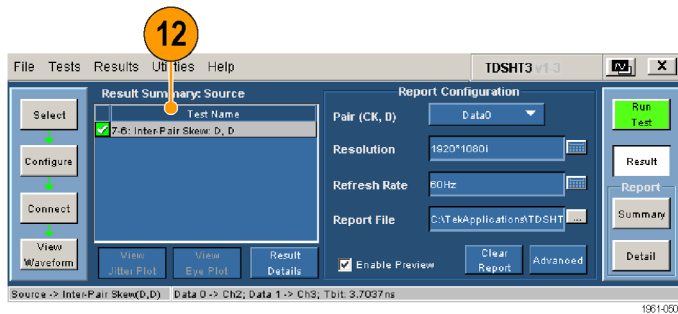 12
File Tests Results Utilities Help
TDSHT3 v1-3
X
Select
Configure
Connect
View
Waveform
Result Summary: Source
Test Name
7-6: Inter-Pair Skew: D, D
View
Jitter Plot
View
Eye Plot
Result
Details
Report Configuration
Pair (CK, D)
Data0
Resolution
1920*1080i
Refresh Rate
60Hz
Report File
C:\TekApplications\TDSHT
...
Enable Preview
Clear
Report
Advanced
Run
Test
Result
Report
Summary
Detail
Source -> Inter-Pair Skew(D,D) Data 0 -> Ch2; Data 1 -> Ch3; Tbit: 3.7037ns
1961-050